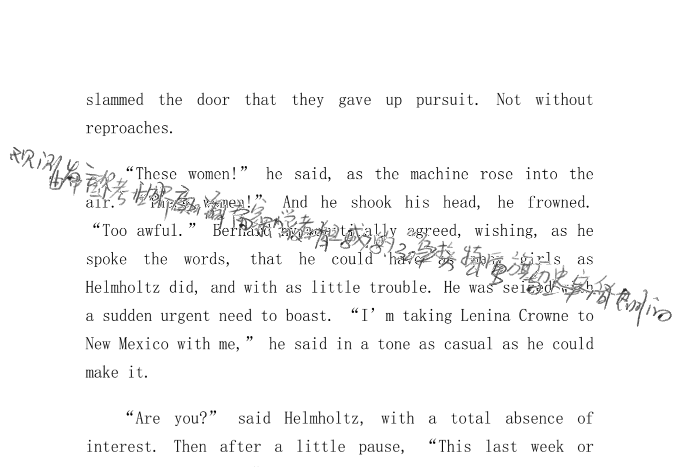 slammed the door that they gave up pursuit. Not without
reproaches.
“These women!” he said, as the machine rose into the
air. “These women!” And he shook his head, he frowned.
“Too awful.” Bernard hypocritically agreed, wishing, as he
spoke the words, that he could have as many girls as
Helmholtz did, and with as little trouble. He was seized with
a sudden urgent need to boast. “I’m taking Lenina Crowne to
New Mexico with me,” he said in a tone as casual as he could
make it.
“Are you?” said Helmholtz, with a total absence of
interest. Then after a little pause, “This last week or